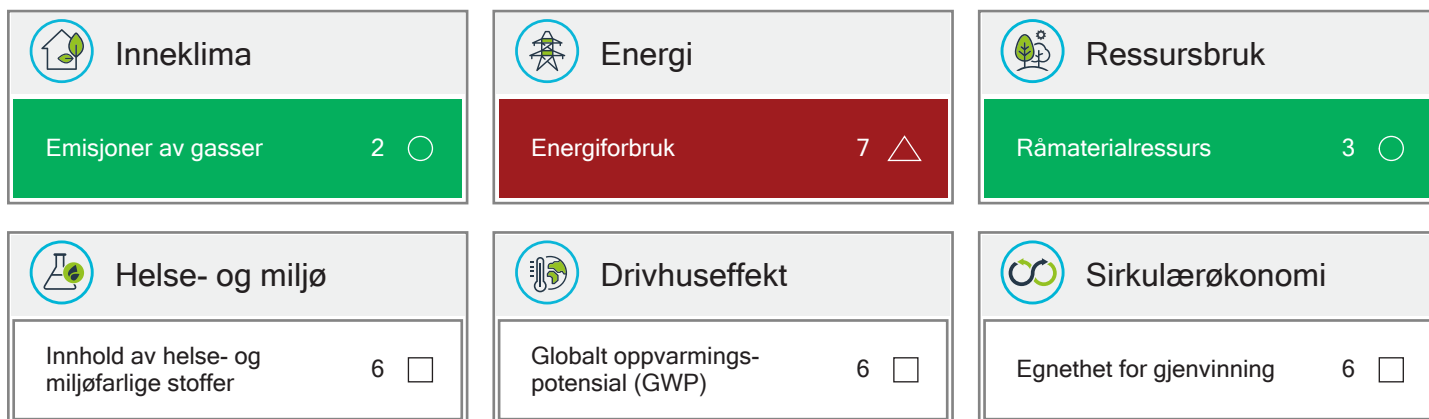 Inneklima
Emisjoner av gasser 2
Energi
Energiforbruk 7
Ressursbruk
Råmaterialressurs 3
Helse- og miljø
Innhold av helse- og
miljøfarlige stoffer 6
Drivhuseffekt
Globalt oppvarmings-
potensial (GWP) 6
Sirkulærøkonomi
Egnethet for gjenvinning 6